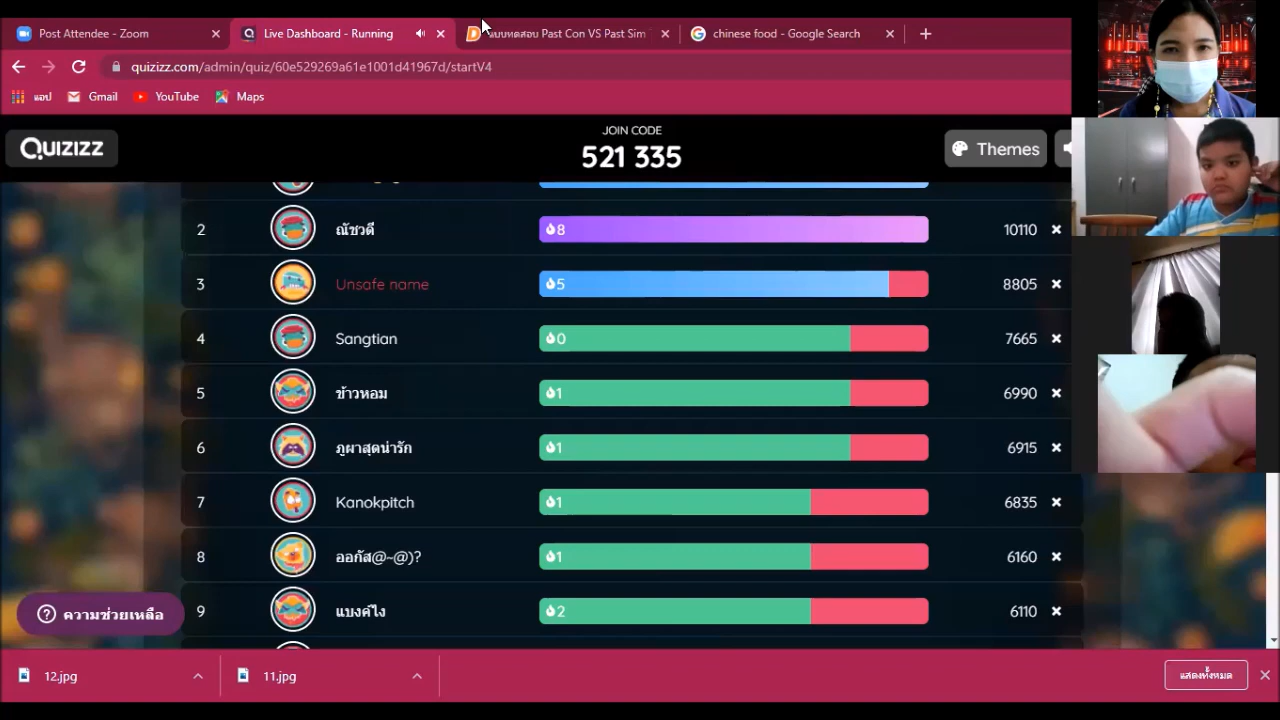 Post Attendee - Zoom
Live Dashboard - Running
แบบทดสอบ Past Con VS Past Sim
chinese food - Google Search
quizizz.com/admin/quiz/60e529269a61e1001d41967d/startV4
แอป
Gmail
YouTube
Maps
QUIZIZZ
JOIN CODE
521 335
Themes
2 ณัชวดี 8 10110
3 Unsafe name 5 8805
4 Sangtian 0 7665
5 ข้าวหอม 1 6990
6 ภูผาสุดน่ารัก 1 6915
7 Kanokpitch 1 6835
8 ออกัส@~@)? 1 6160
9 แบงค์ไง 2 6110
ความช่วยเหลือ
12.jpg
11.jpg
แสดงทั้งหมด